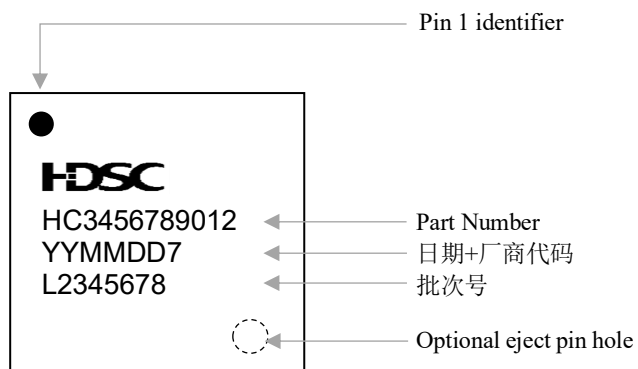 Pin 1 identifier
HDSC
HC3456789012
Part Number
YYMMDD7
日期+厂商代码
L2345678
批次号
Optional eject pin hole